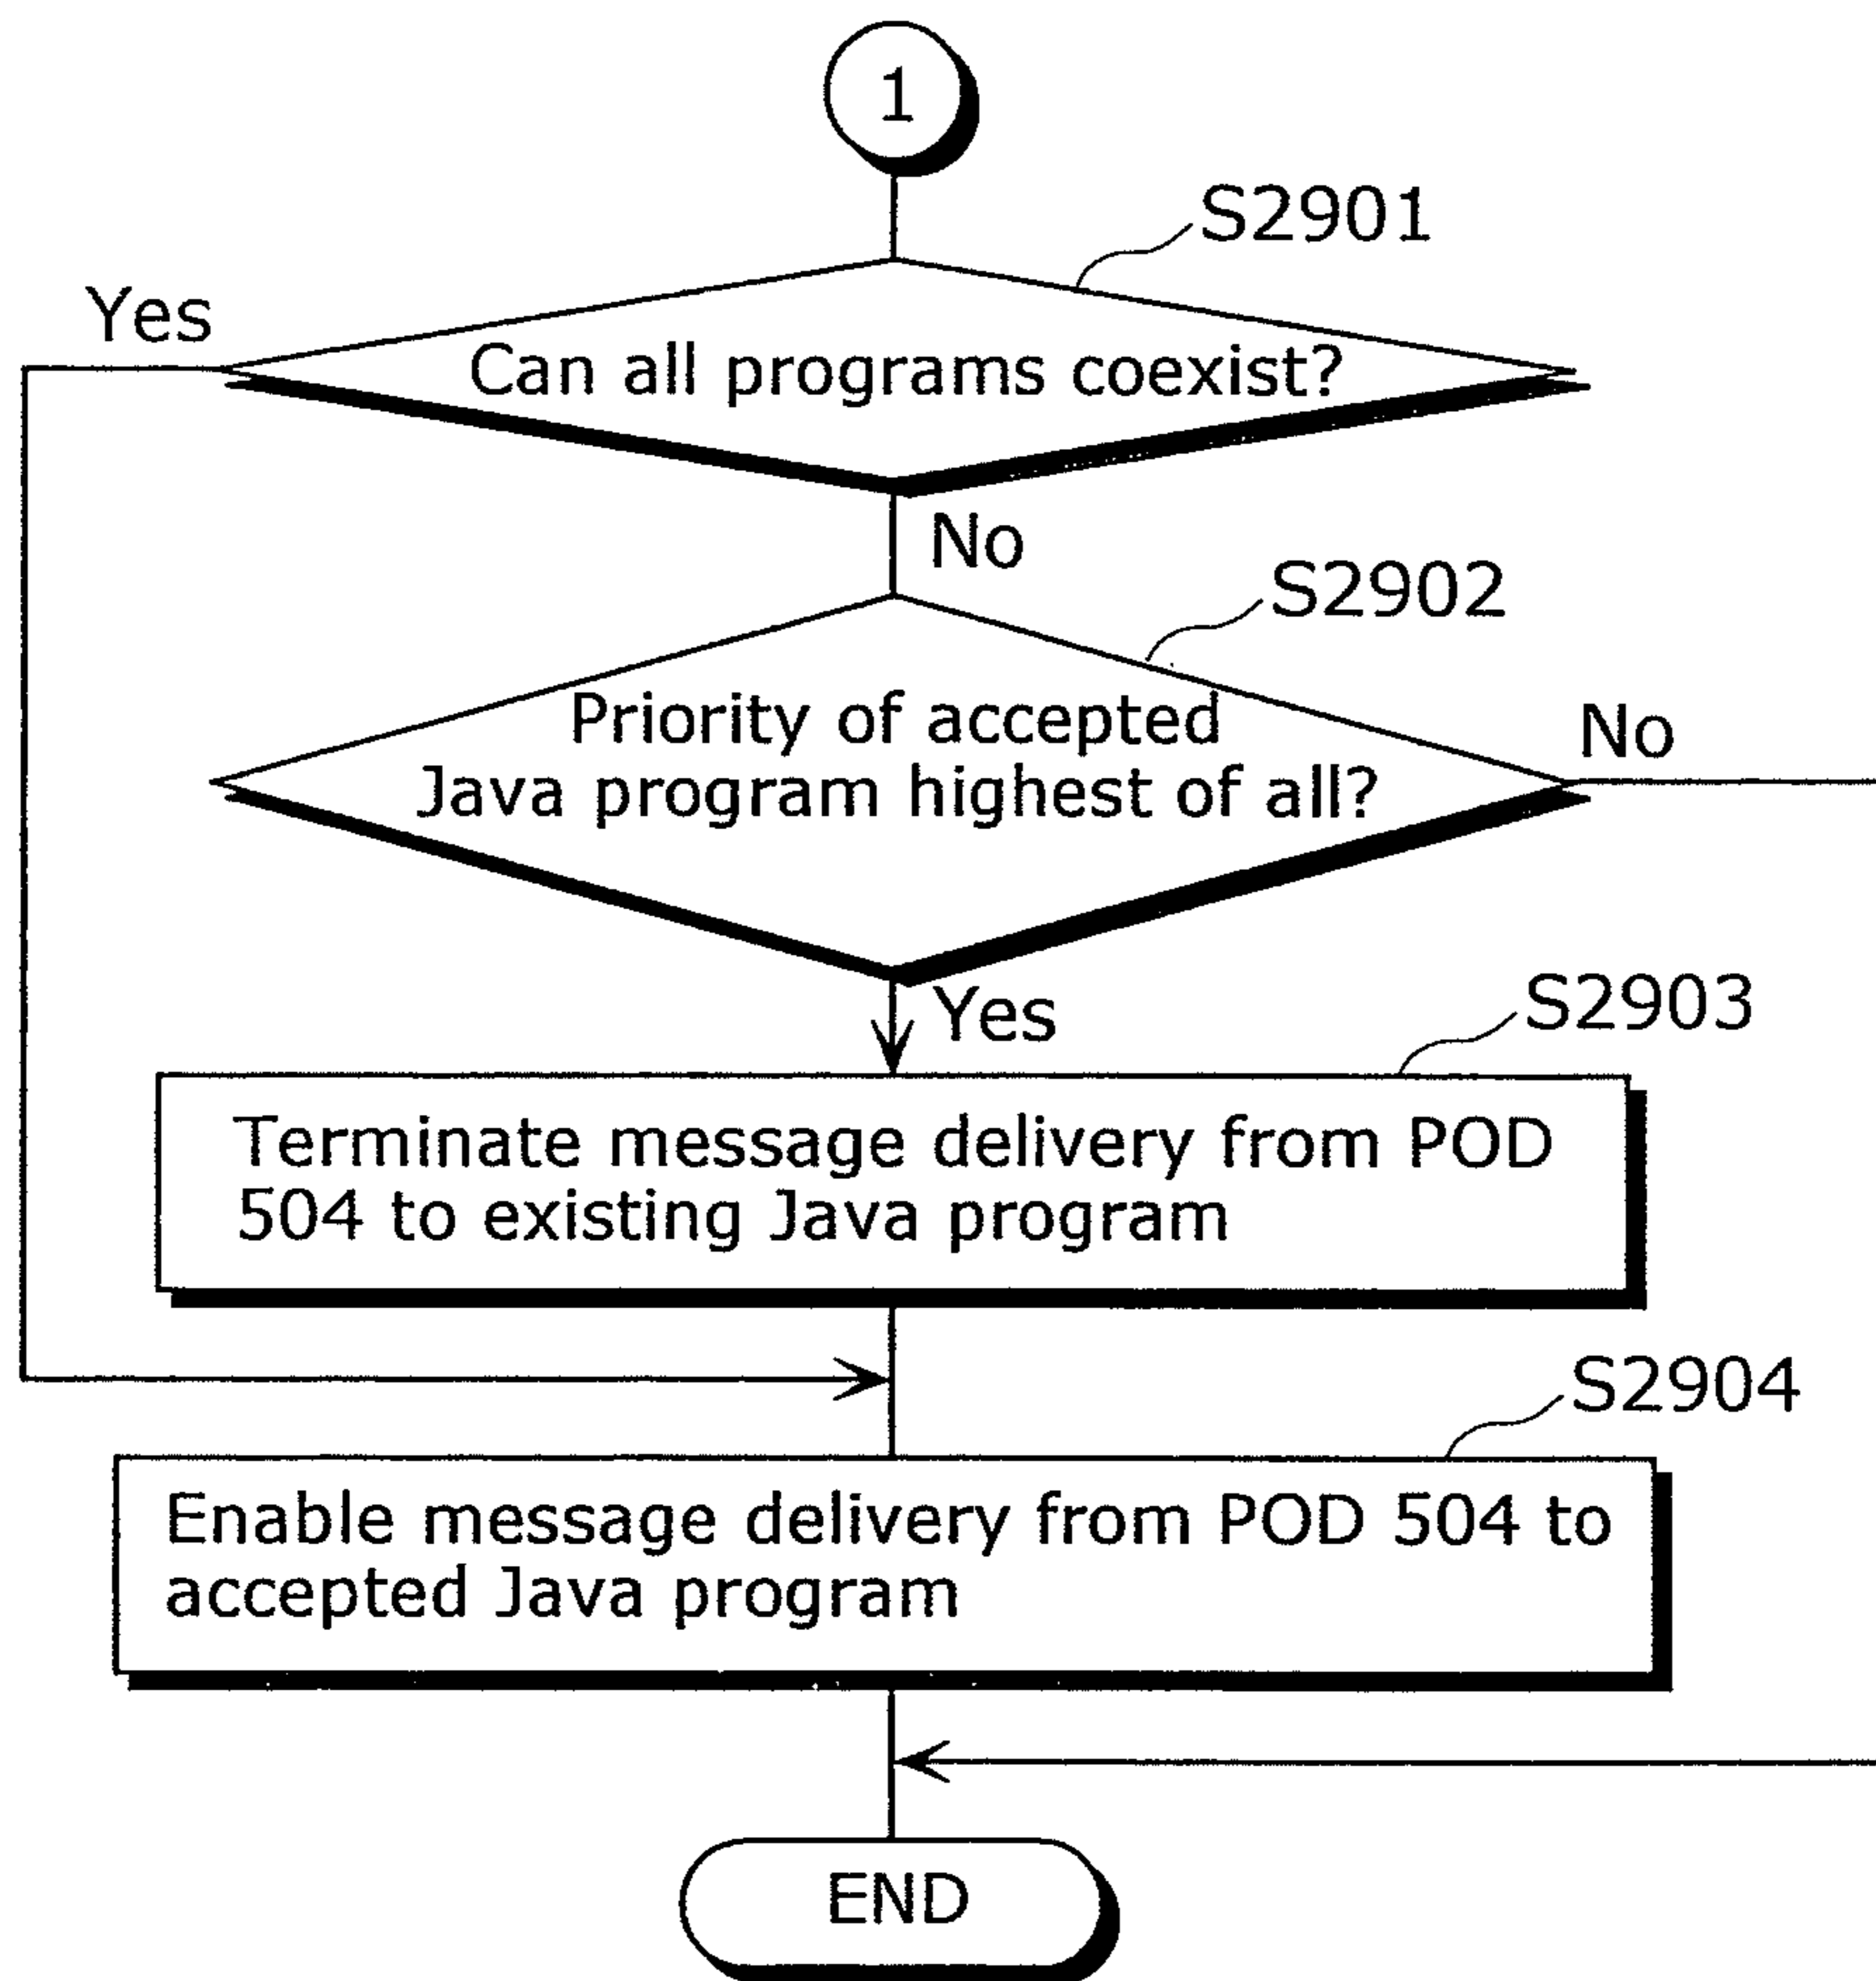 1
S2901
Yes
Can all programs coexist?
No
S2902
Priority of accepted
Java program highest of all?
No
Yes
S2903
Terminate message delivery from POD
504 to existing Java program
S2904
Enable message delivery from POD 504 to
accepted Java program
END